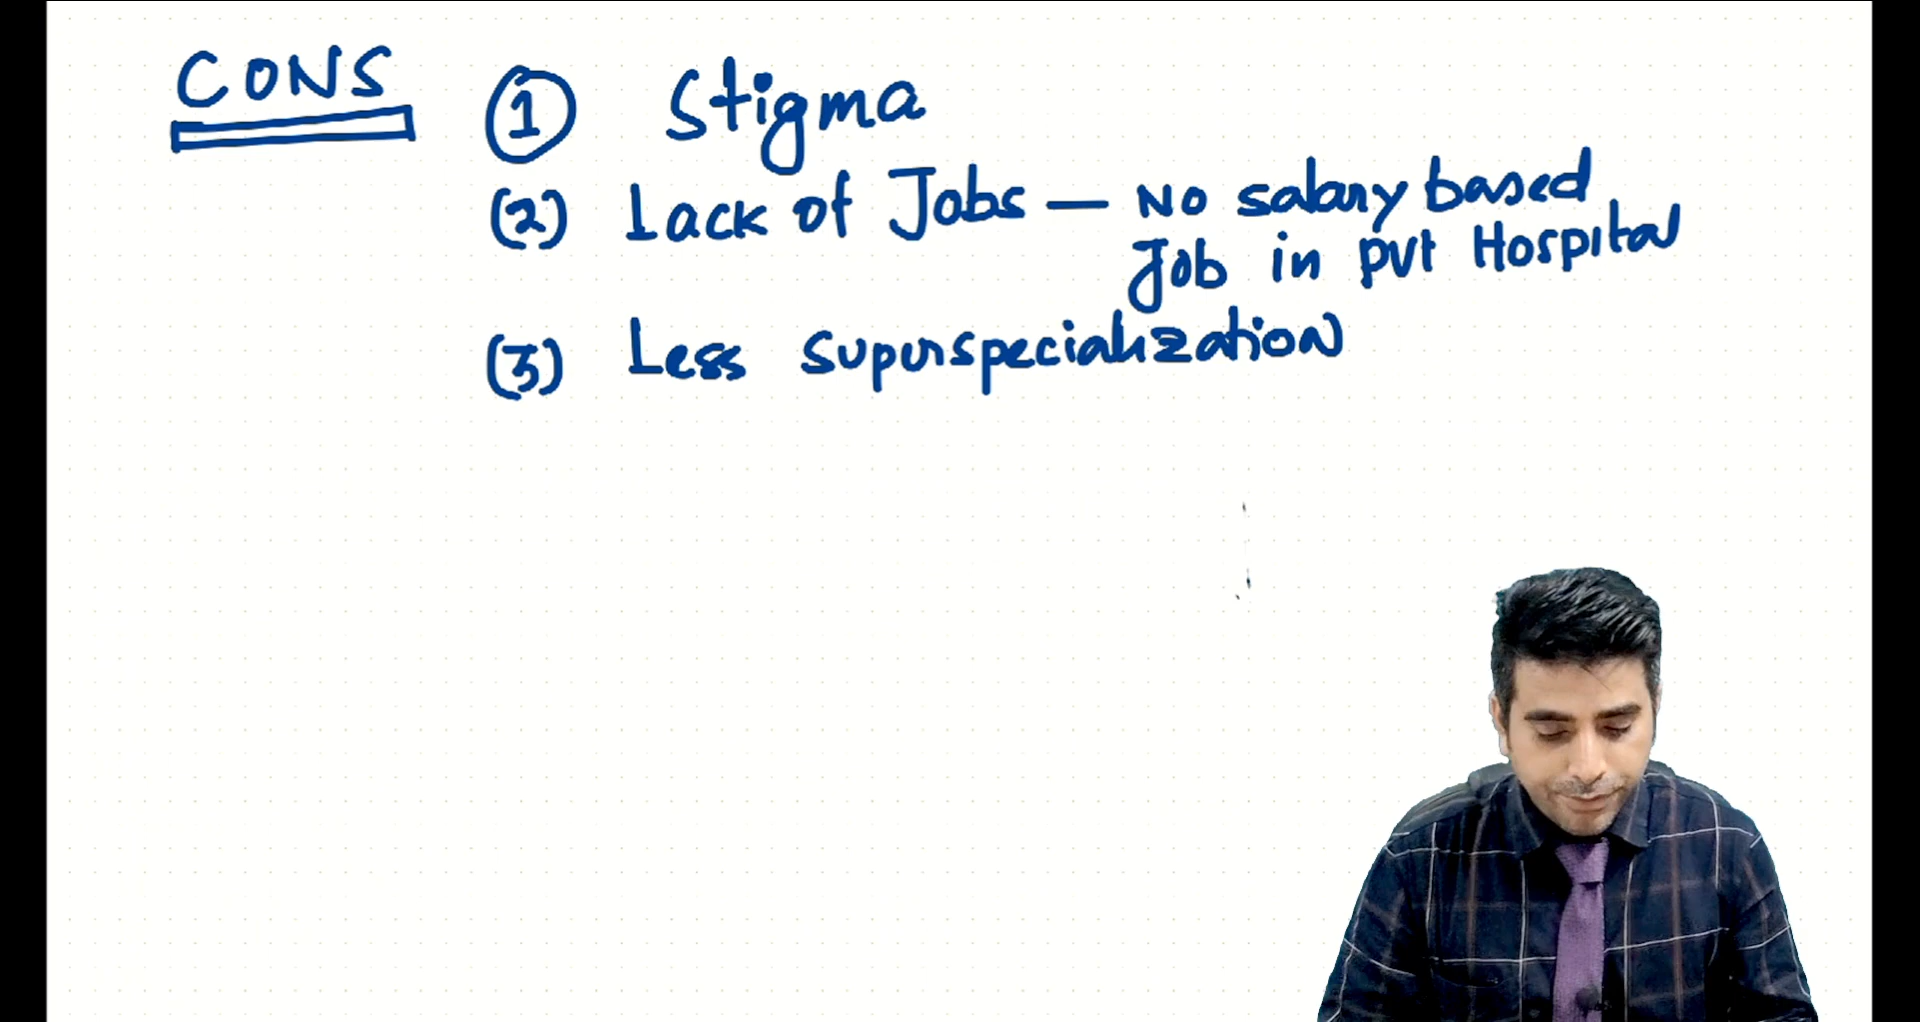 CONS
1 Stigma
(2) Lack of Jobs — No salary based
Job in pvt Hospital
(3) Less superspecialization